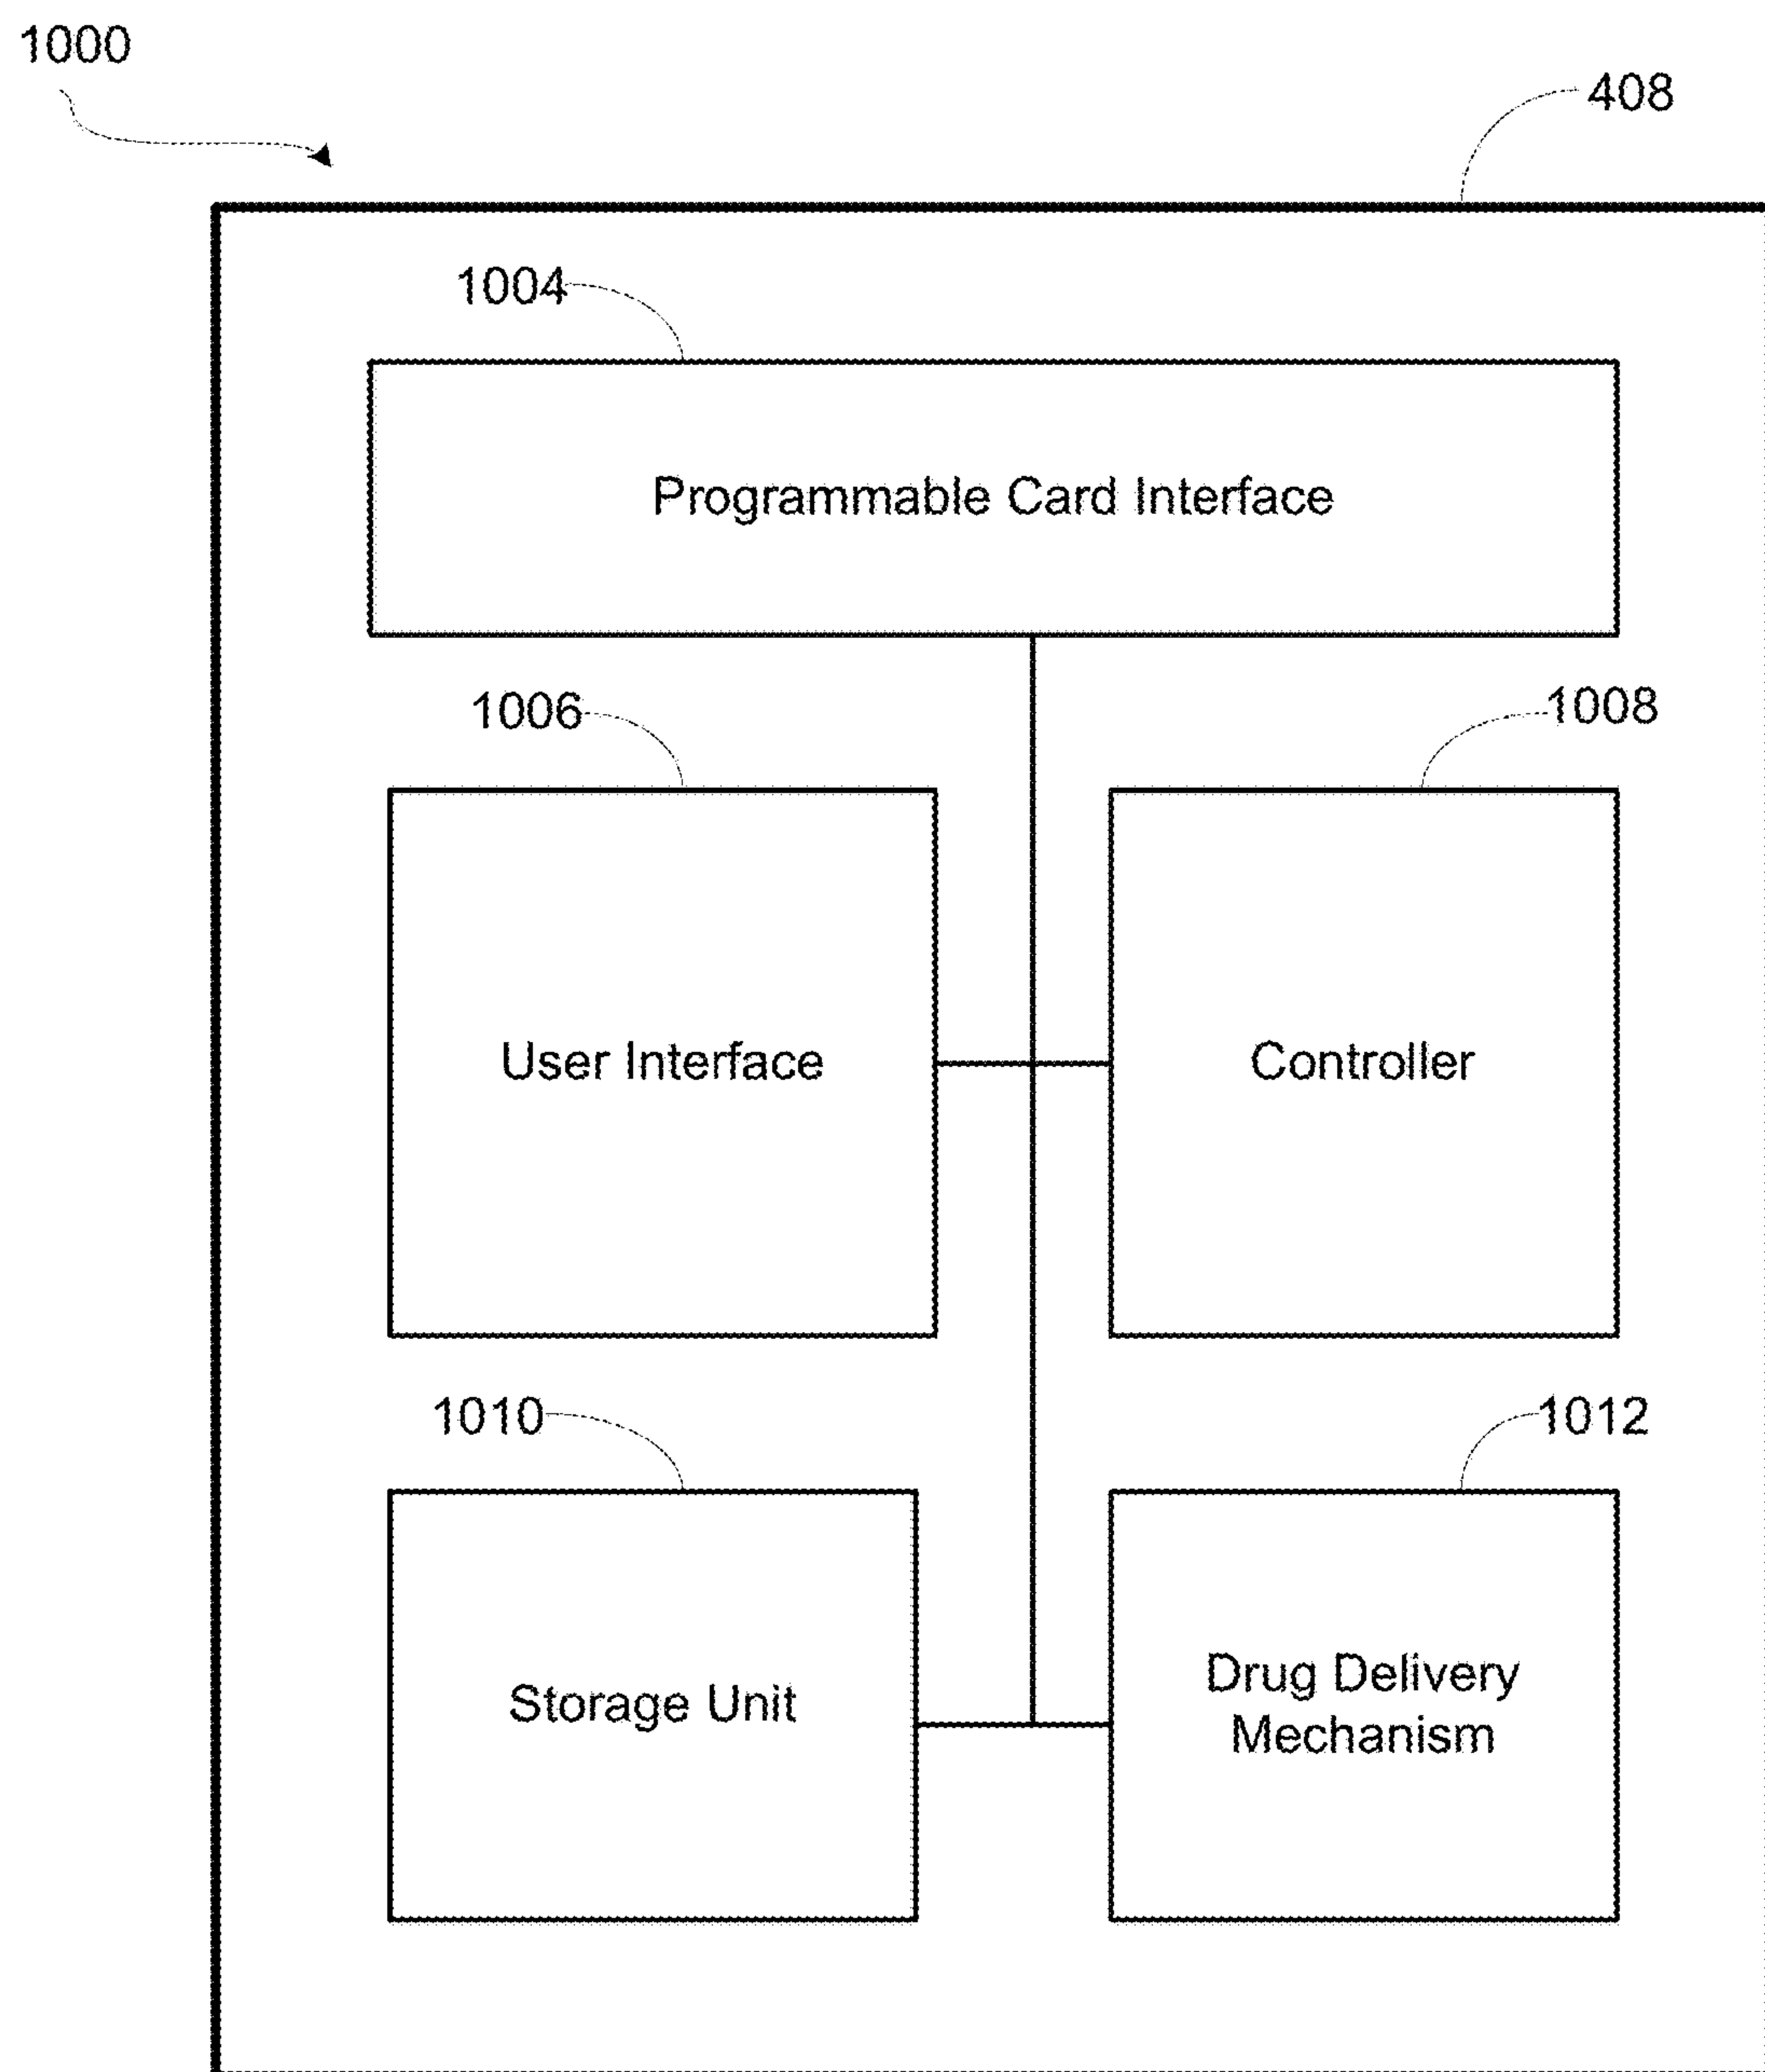 1000
408
1004
Programmable Card Interface
1006
1008
User Interface
Controller
1010
1012
Storage Unit
Drug Delivery
Mechanism